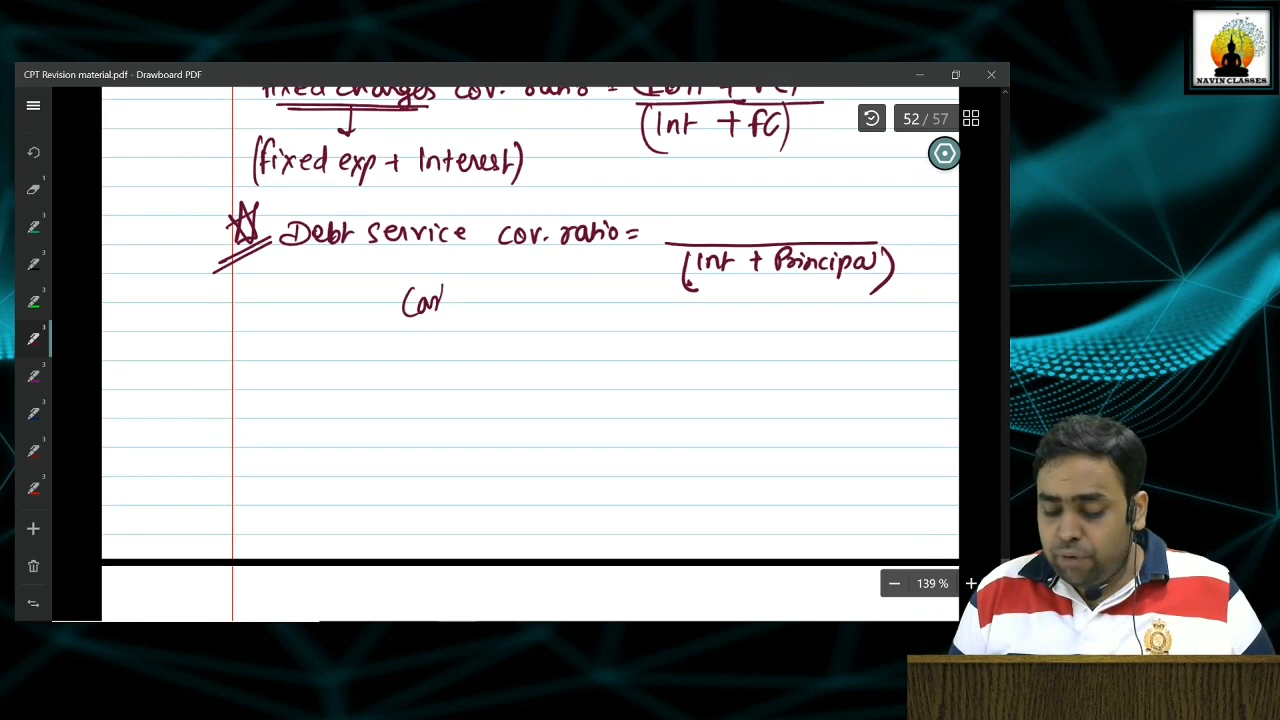 NAVIN CLASSES
CPT Revision material.pdf - Drawboard PDF
fixed charges cov. ratio =
(Int + fC)
52 / 57
(fixed exp + Interest)
Debt service cov. ratio =
(Int + Principal)
(ca
139 %